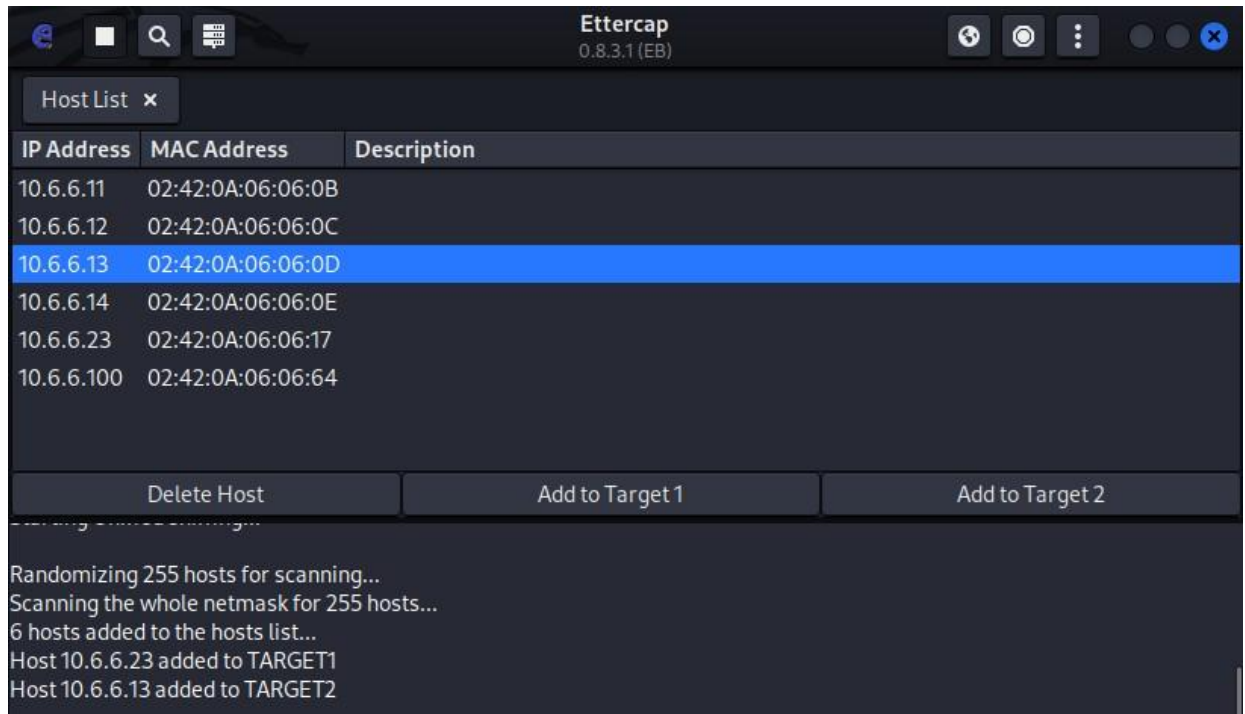 Ettercap
0.8.3.1 (EB)
Host List
IP Address MAC Address Description
10.6.6.11 02:42:0A:06:06:0B
10.6.6.12 02:42:0A:06:06:0C
10.6.6.13 02:42:0A:06:06:0D
10.6.6.14 02:42:0A:06:06:0E
10.6.6.23 02:42:0A:06:06:17
10.6.6.100 02:42:0A:06:06:64
Delete Host Add to Target 1 Add to Target 2
Randomizing 255 hosts for scanning...
Scanning the whole netmask for 255 hosts...
6 hosts added to the hosts list...
Host 10.6.6.23 added to TARGET1
Host 10.6.6.13 added to TARGET2